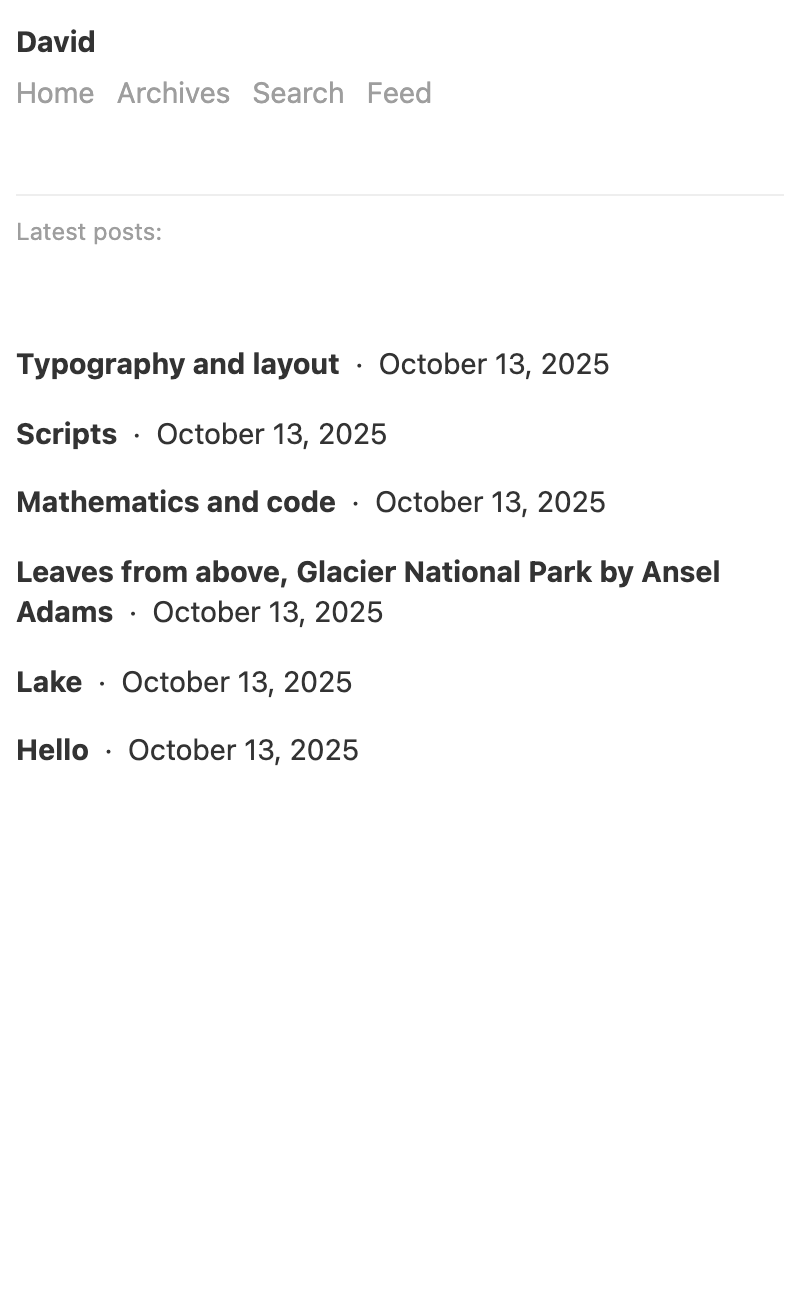 David
Home Archives Search Feed
Latest posts:
Typography and layout · October 13, 2025
Scripts · October 13, 2025
Mathematics and code · October 13, 2025
Leaves from above, Glacier National Park by Ansel
Adams · October 13, 2025
Lake · October 13, 2025
Hello · October 13, 2025